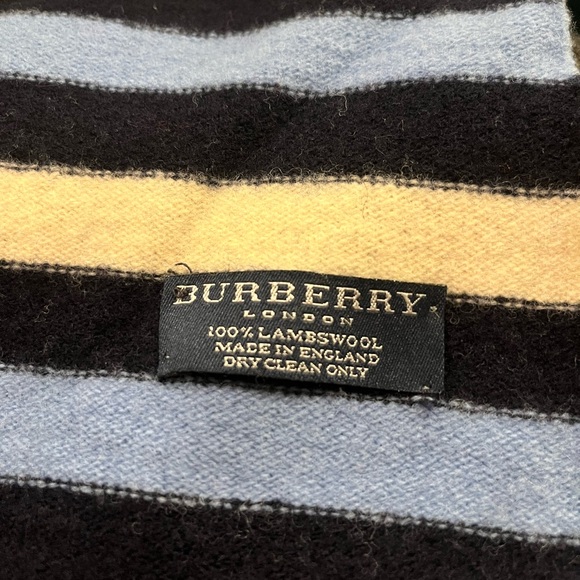 BURBERRY
LONDON
100% LAMBSWOOL
MADE IN ENGLAND
DRY CLEAN ONLY